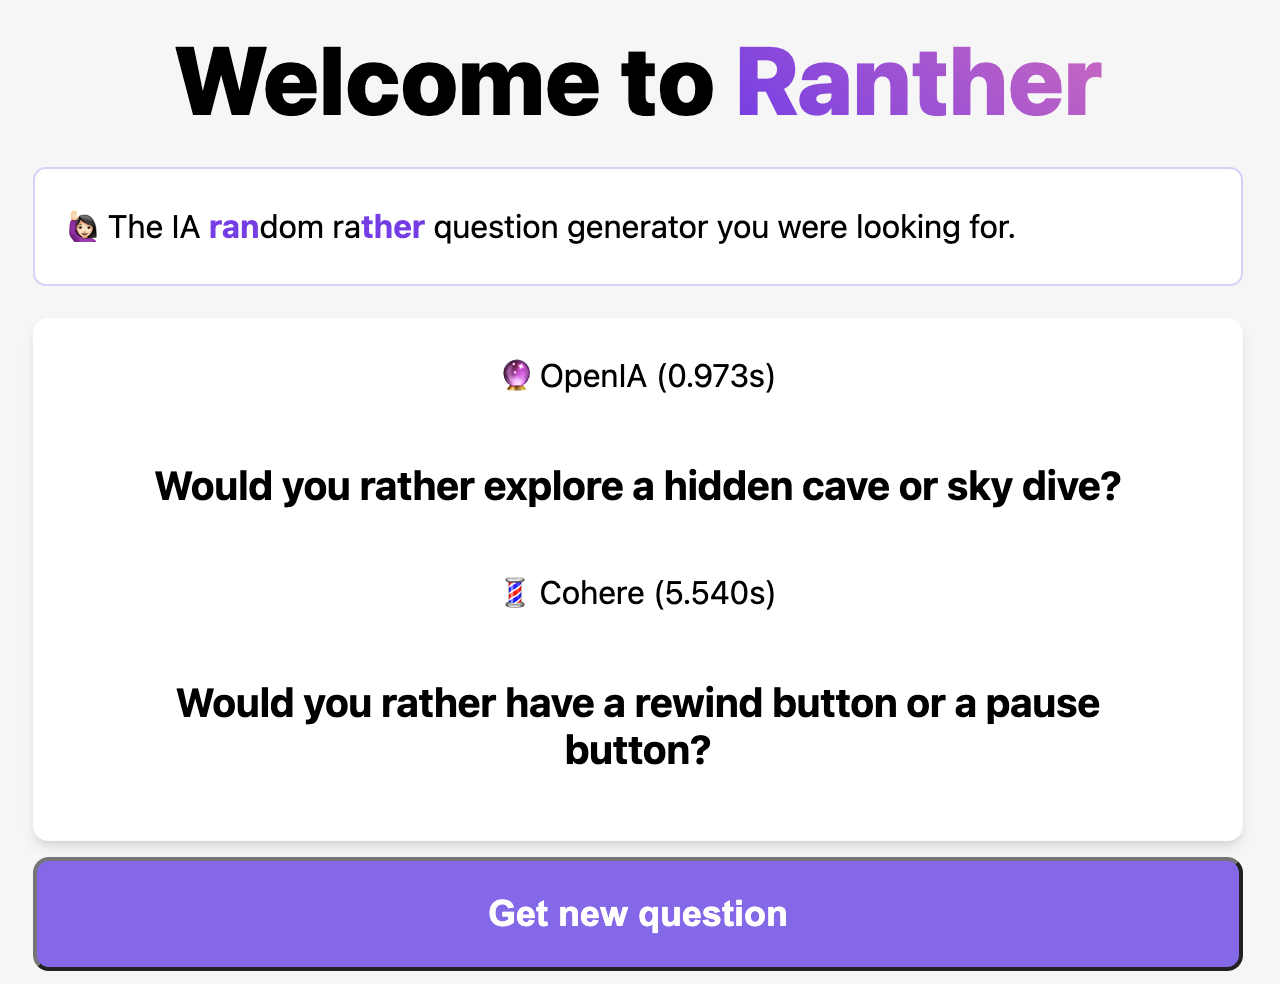 Welcome to Ranther
🙋🏻‍♀️ The IA random rather question generator you were looking for.
🔮 OpenIA (0.973s)
Would you rather explore a hidden cave or sky dive?
💈 Cohere (5.540s)
Would you rather have a rewind button or a pause
button?
Get new question